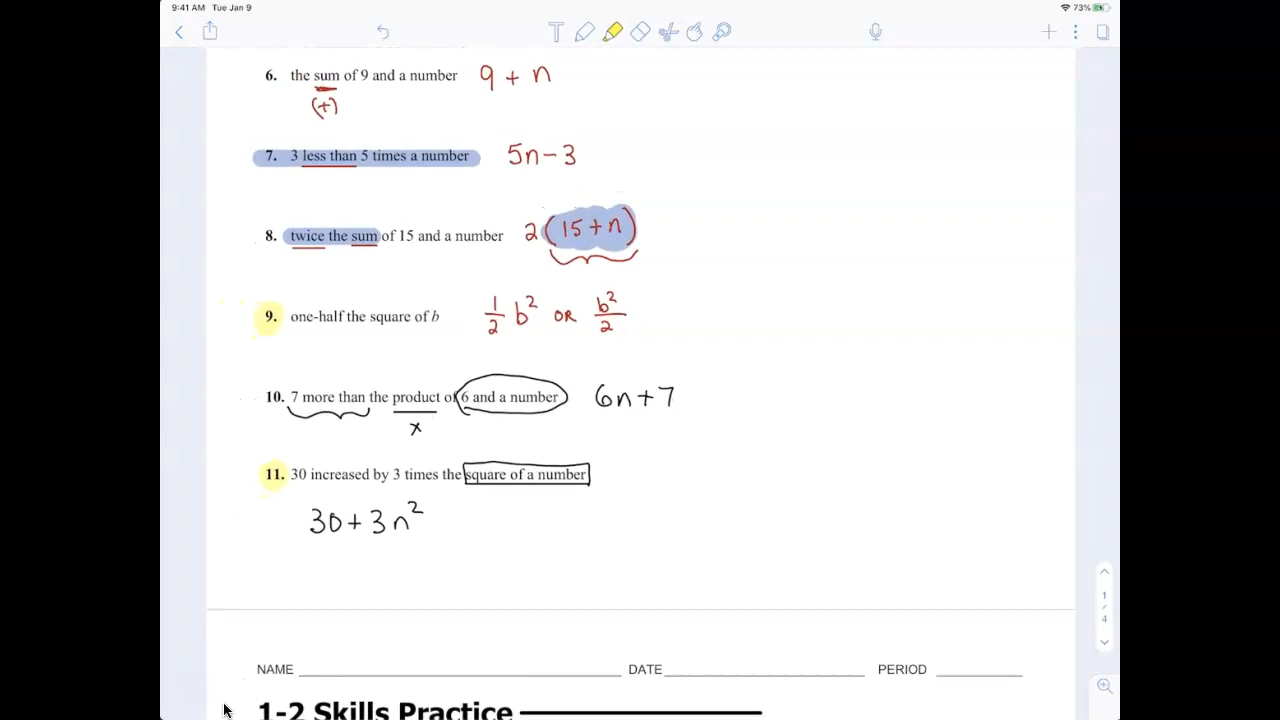 9:41 AM Tue Jan 9
73%
6. the sum of 9 and a number 9 + n
(+)
7. 3 less than 5 times a number 5n - 3
8. twice the sum of 15 and a number 2 (15 + n)
9. one-half the square of b 1/2 b² OR b²/2
10. 7 more than the product of 6 and a number 6n + 7
x
11. 30 increased by 3 times the square of a number
30 + 3n²
1 / 4
NAME DATE PERIOD
1-2 Skills Practice